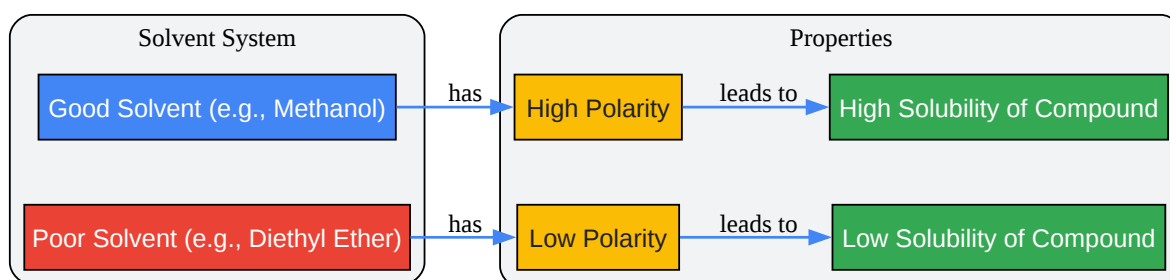 Solvent System
Properties
Good Solvent (e.g., Methanol)
has
High Polarity
leads to
High Solubility of Compound
Poor Solvent (e.g., Diethyl Ether)
has
Low Polarity
leads to
Low Solubility of Compound